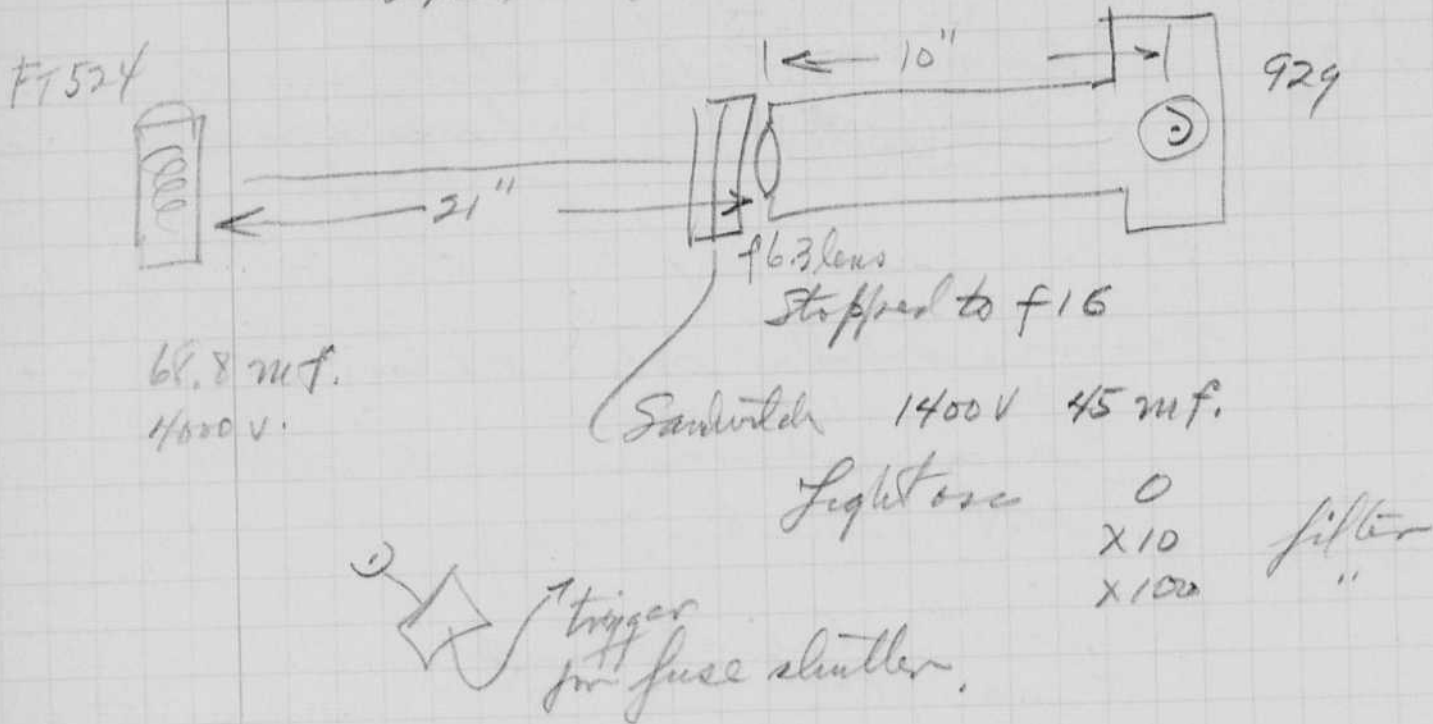 FT524
10"
929
21"
f6.3 lens
Stopped to f16
68.8 mf.
4000 v.
Sandwitch 1400V 45 mf.
Light osc 0
X10 filter
X100 "
trigger
for fuse shutter.